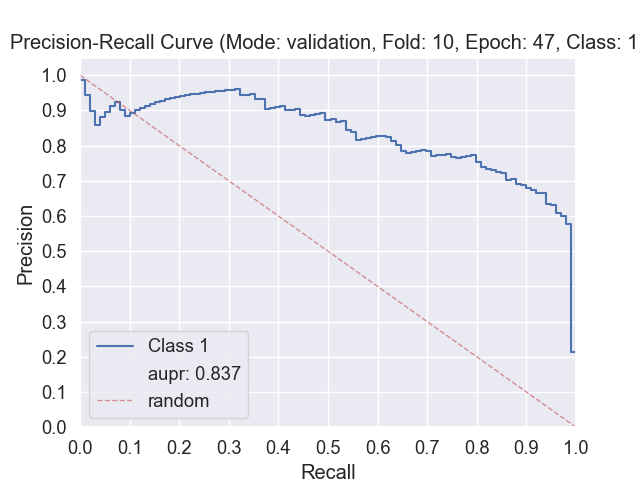 Precision-Recall Curve (Mode: validation, Fold: 10, Epoch: 47, Class: 1
1.0
0.9
0.8
0.7
0.6
0.5
0.4
0.3
0.2
0.1
0.0
Precision
Class 1
aupr: 0.837
random
0.0 0.1 0.2 0.3 0.4 0.5 0.6 0.7 0.8 0.9 1.0
Recall